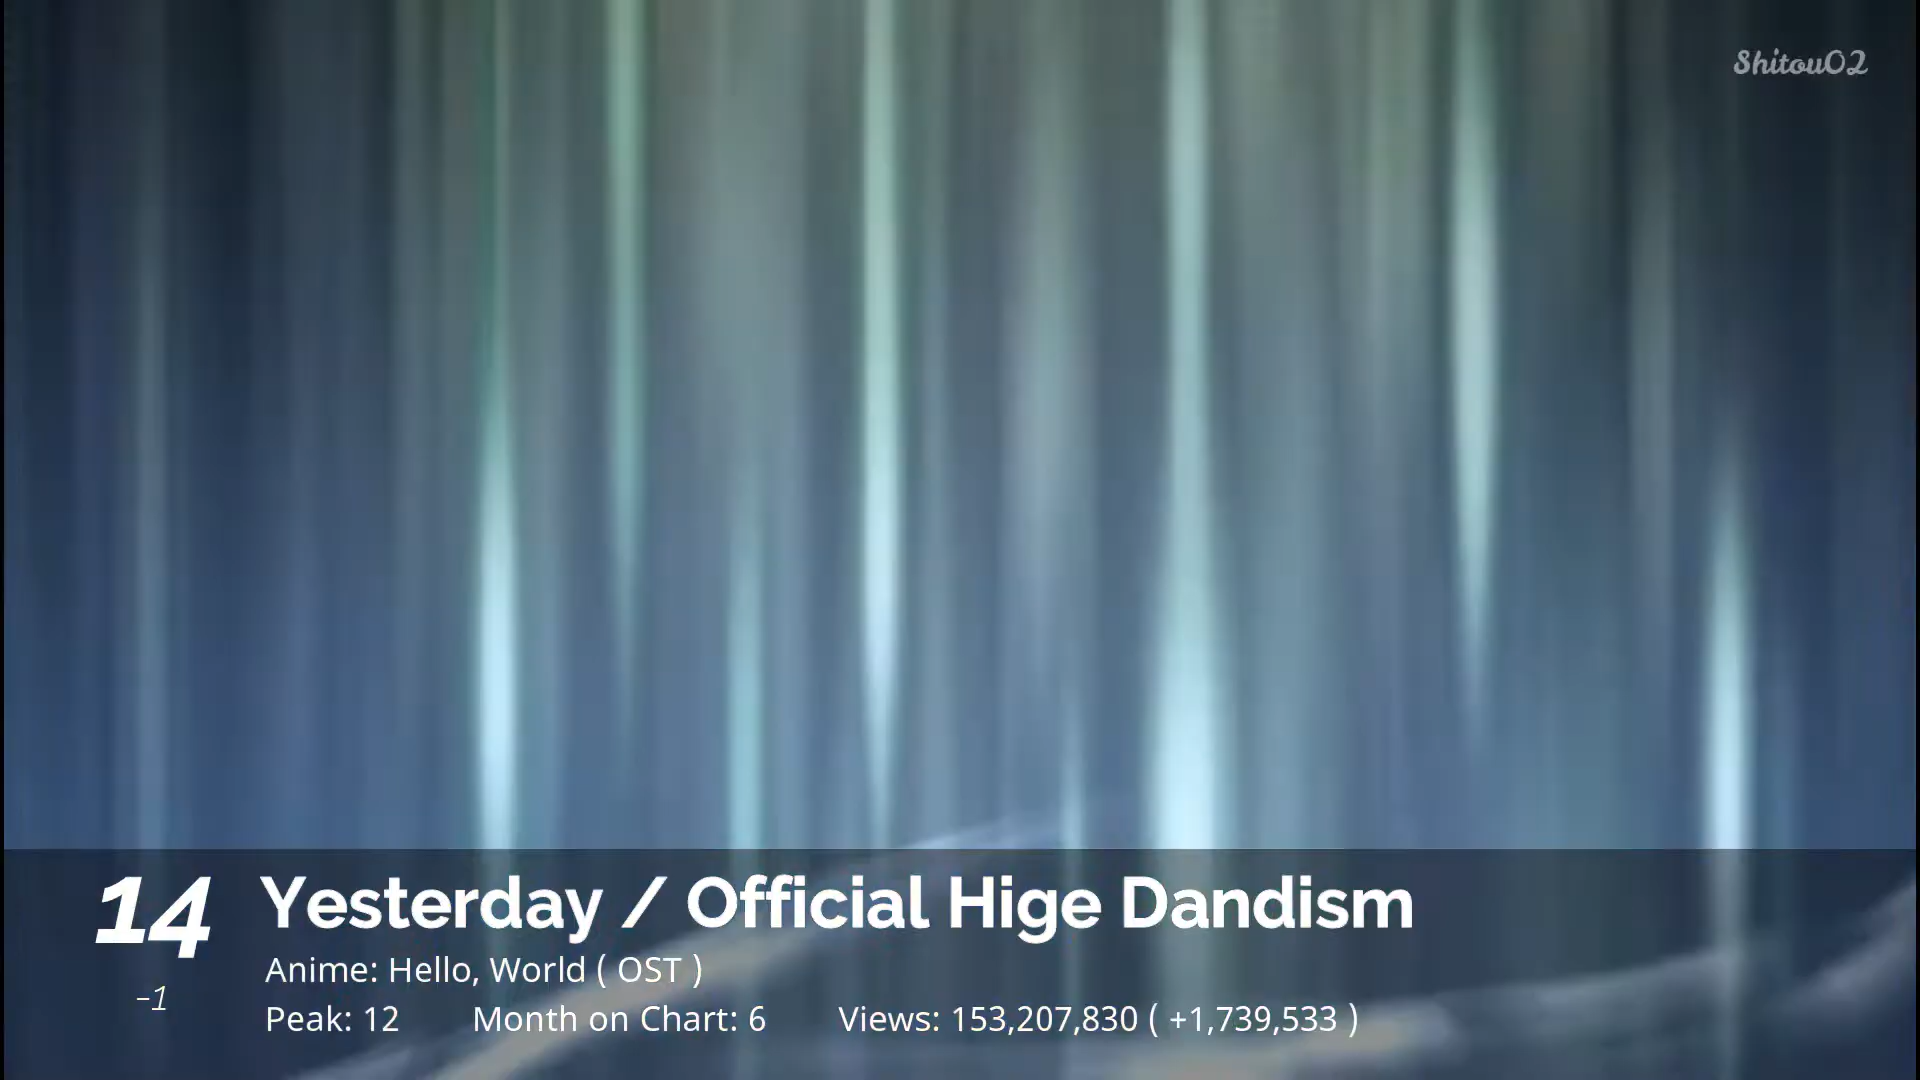 Shitou02
14
Yesterday / Official Hige Dandism
Anime: Hello, World ( OST )
-1
Peak: 12 Month on Chart: 6 Views: 153,207,830 ( +1,739,533 )